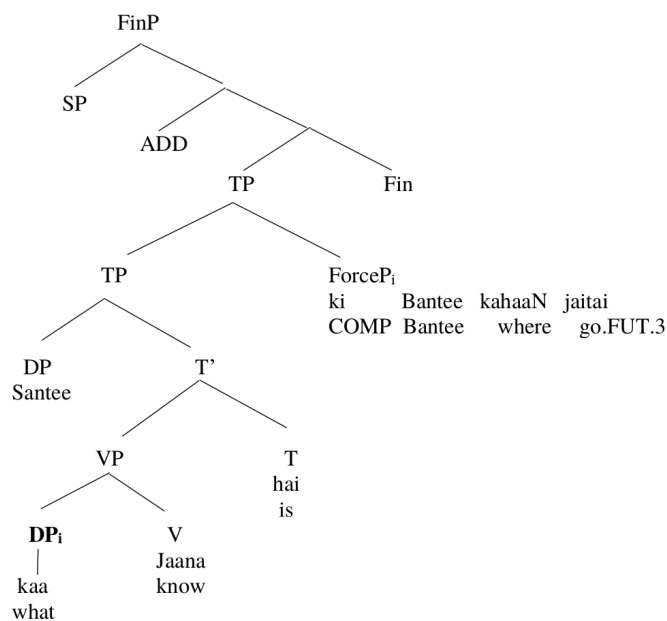 FinP
SP
ADD
TP Fin
TP ForcePᵢ
ki Bantee kahaaN jaitai
COMP Bantee where go.FUT.3
DP T’
Santee
VP T
hai
is
DPᵢ V
Jaana
kaa know
what